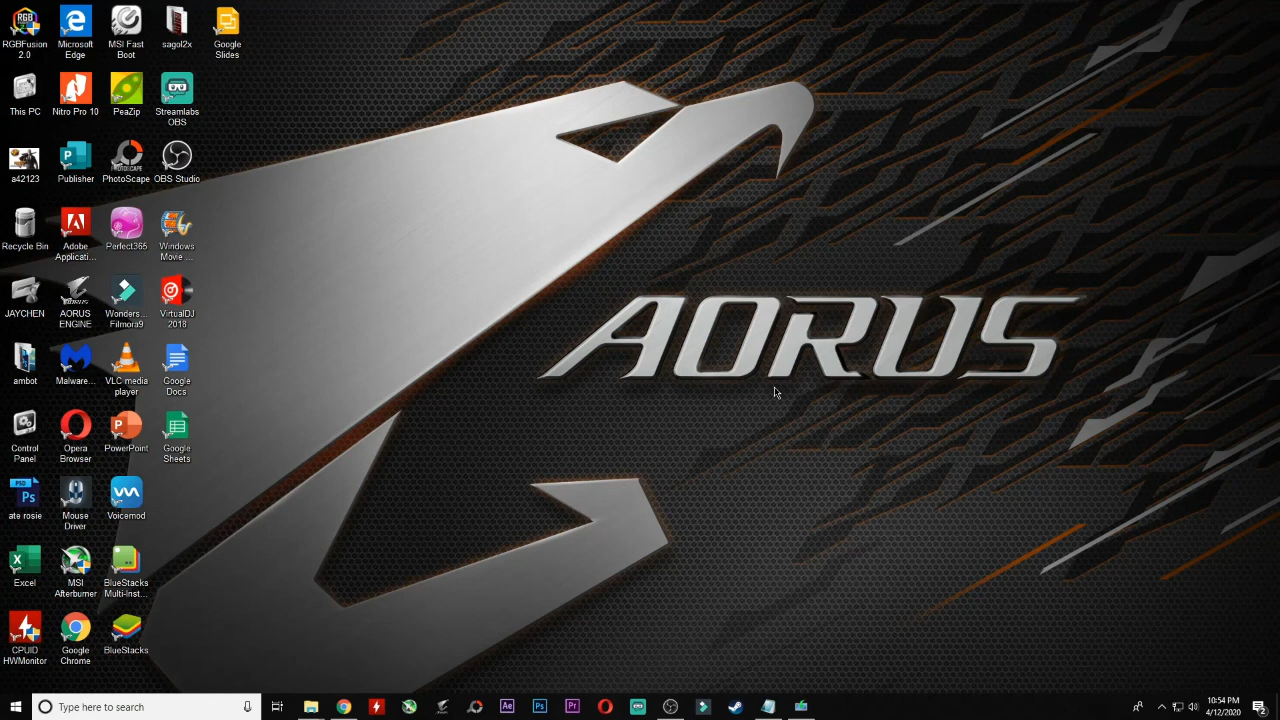 RGBFusion
2.0
Microsoft
Edge
MSI Fast
Boot
sagol2x
Google
Slides
This PC
Nitro Pro 10
PeaZip
Streamlabs
OBS
a42123
Publisher
PhotoScape
OBS Studio
Recycle Bin
Adobe
Applicati...
Perfect365
Windows
Movie ...
JAYCHEN
AORUS
ENGINE
Wonders...
Filmora9
VirtualDJ
2018
ambot
Malware...
VLC media
player
Google
Docs
Control
Panel
Opera
Browser
PowerPoint
Google
Sheets
ate rosie
Mouse
Driver
Voicemod
Excel
MSI
Afterburner
BlueStacks
Multi-Inst...
CPUID
HWMonitor
Google
Chrome
BlueStacks
AORUS
Type here to search
Ae
Ps
Pr
10:54 PM
4/12/2020
2